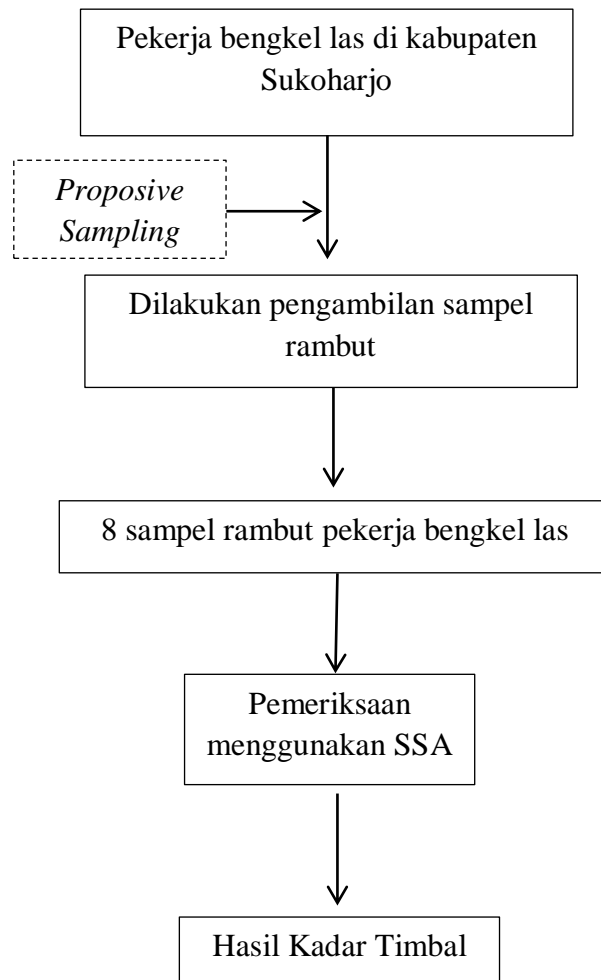 Pekerja bengkel las di kabupaten
Sukoharjo
Proposive
Sampling
Dilakukan pengambilan sampel
rambut
8 sampel rambut pekerja bengkel las
Pemeriksaan
menggunakan SSA
Hasil Kadar Timbal